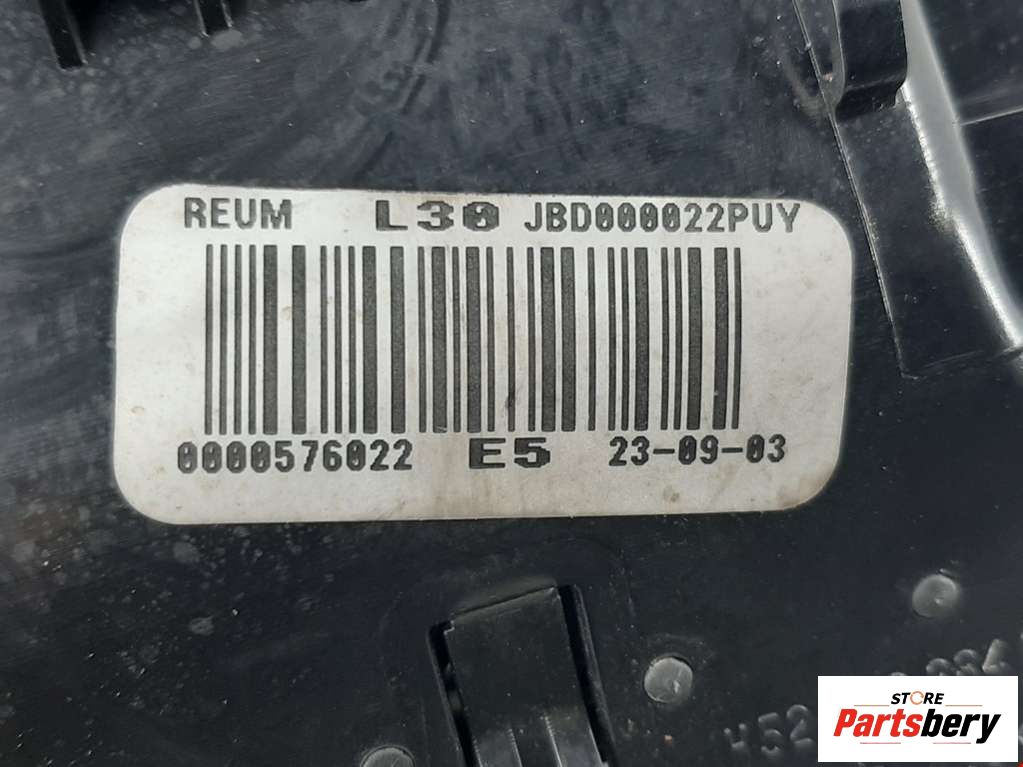 REUM L30 JBD000022PUY
0000576022 E5 23-09-03
STORE
Partsbery